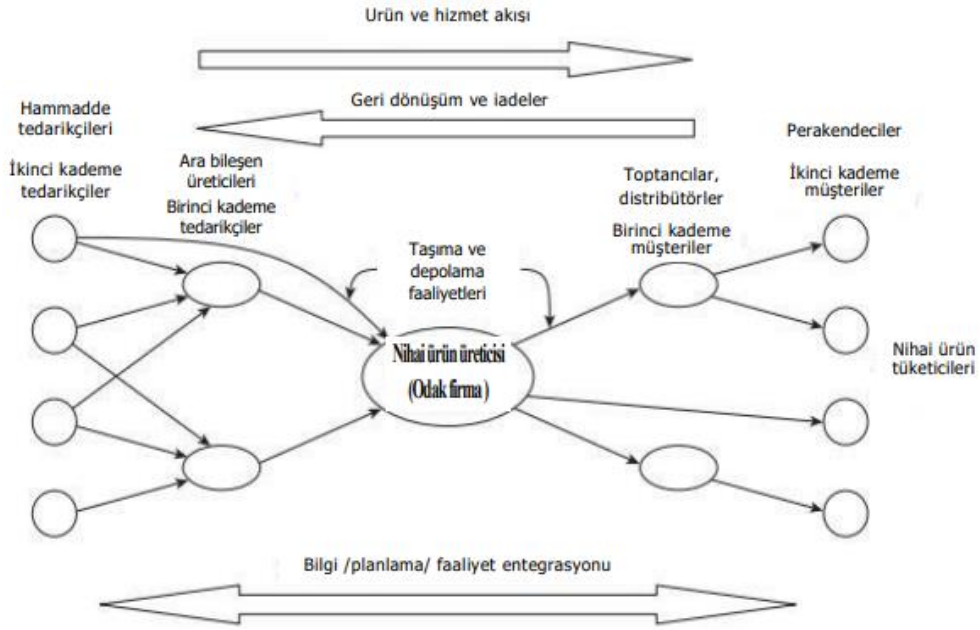 Urün ve hizmet akışı
Geri dönüşüm ve iadeler
Hammadde
tedarikçileri
İkinci kademe
tedarikçiler
Ara bileşen
üreticileri
Birinci kademe
tedarikçiler
Taşıma ve
depolama
faaliyetleri
Nihai ürün üreticisi
(Odak firma )
Toptancılar,
distribütörler
Birinci kademe
müşteriler
Perakendeciler
İkinci kademe
müşteriler
Nihai ürün
tüketicileri
Bilgi /planlama/ faaliyet entegrasyonu